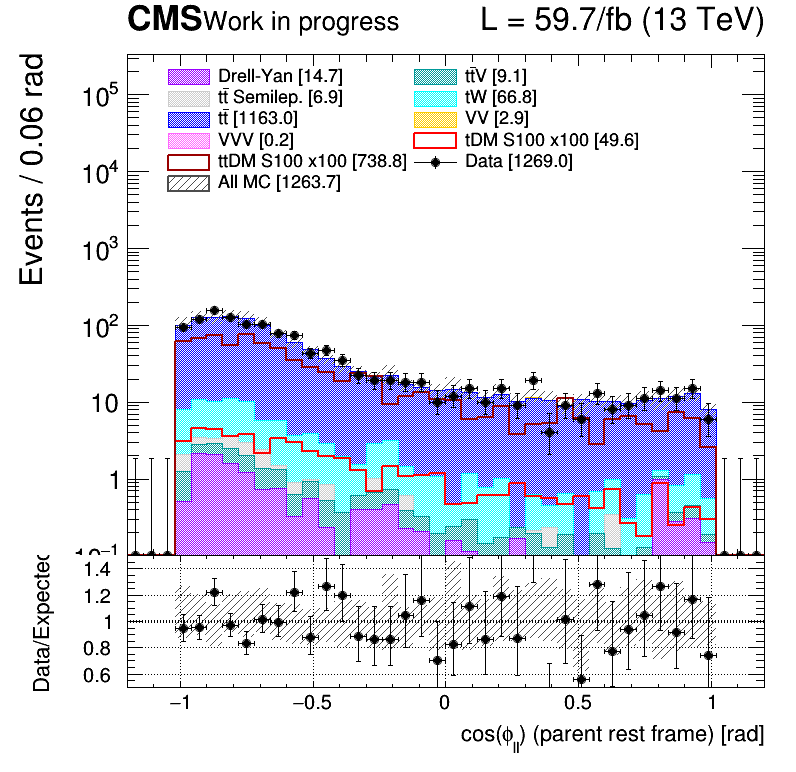 CMS Work in progress L = 59.7/fb (13 TeV)
Drell-Yan [14.7] tt̄V [9.1]
tt̄ Semilep. [6.9] tW [66.8]
tt̄ [1163.0] VV [2.9]
VVV [0.2] tDM S100 x100 [49.6]
ttDM S100 x100 [738.8] Data [1269.0]
All MC [1263.7]
Events / 0.06 rad
10⁵
10⁴
10³
10²
10
1
10⁻¹
Data/Expected
1.4
1.2
1
0.8
0.6
−1 −0.5 0 0.5 1
cos(ϕ_ll) (parent rest frame) [rad]